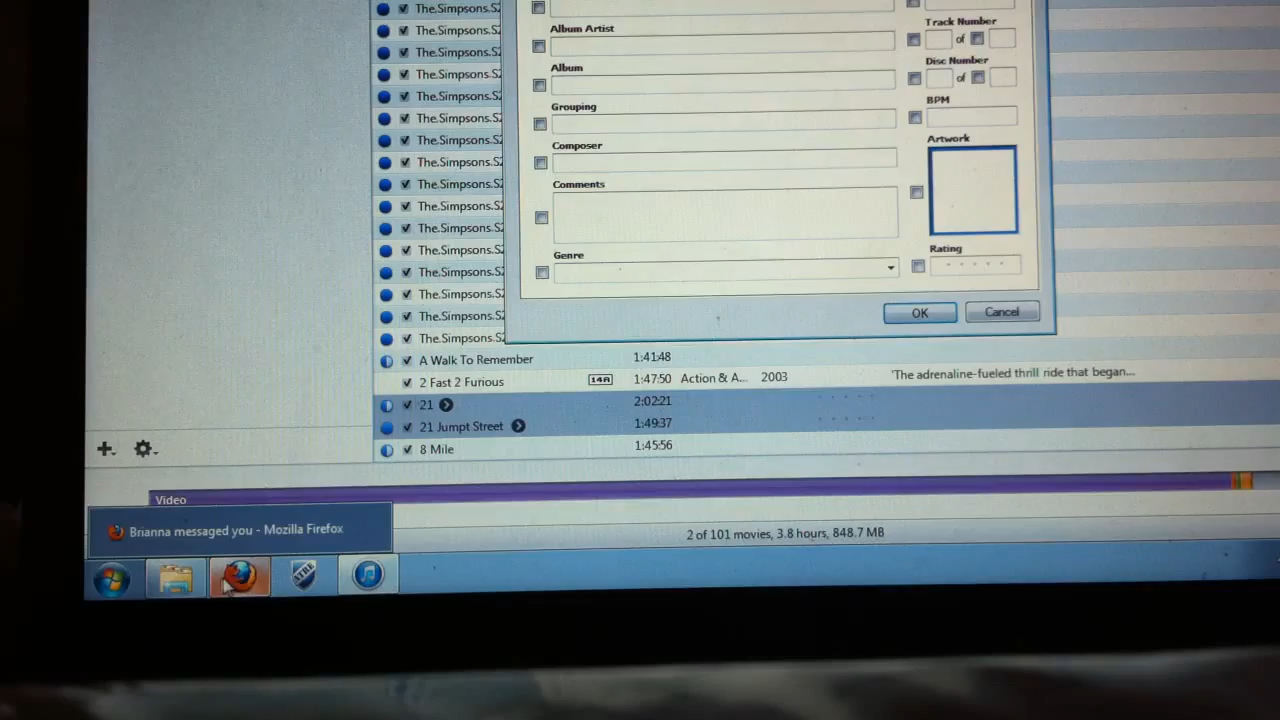 The.Simpsons.S2
Track Number
The.Simpsons.S2
Album Artist
of
The.Simpsons.S2
Disc Number
The.Simpsons.S2
Album
of
The.Simpsons.S2
BPM
The.Simpsons.S2
Grouping
The.Simpsons.S2
Artwork
The.Simpsons.S2
Composer
The.Simpsons.S2
The.Simpsons.S2
Comments
The.Simpsons.S2
The.Simpsons.S2
The.Simpsons.S2
Rating
Genre
The.Simpsons.S2
The.Simpsons.S2
The.Simpsons.S2
OK Cancel
A Walk To Remember 1:41:48
2 Fast 2 Furious 14A 1:47:50 Action & A... 2003 'The adrenaline-fueled thrill ride that began...
21 2:02:21
21 Jumpt Street 1:49:37
8 Mile 1:45:56
Video
Brianna messaged you - Mozilla Firefox
2 of 101 movies, 3.8 hours, 848.7 MB